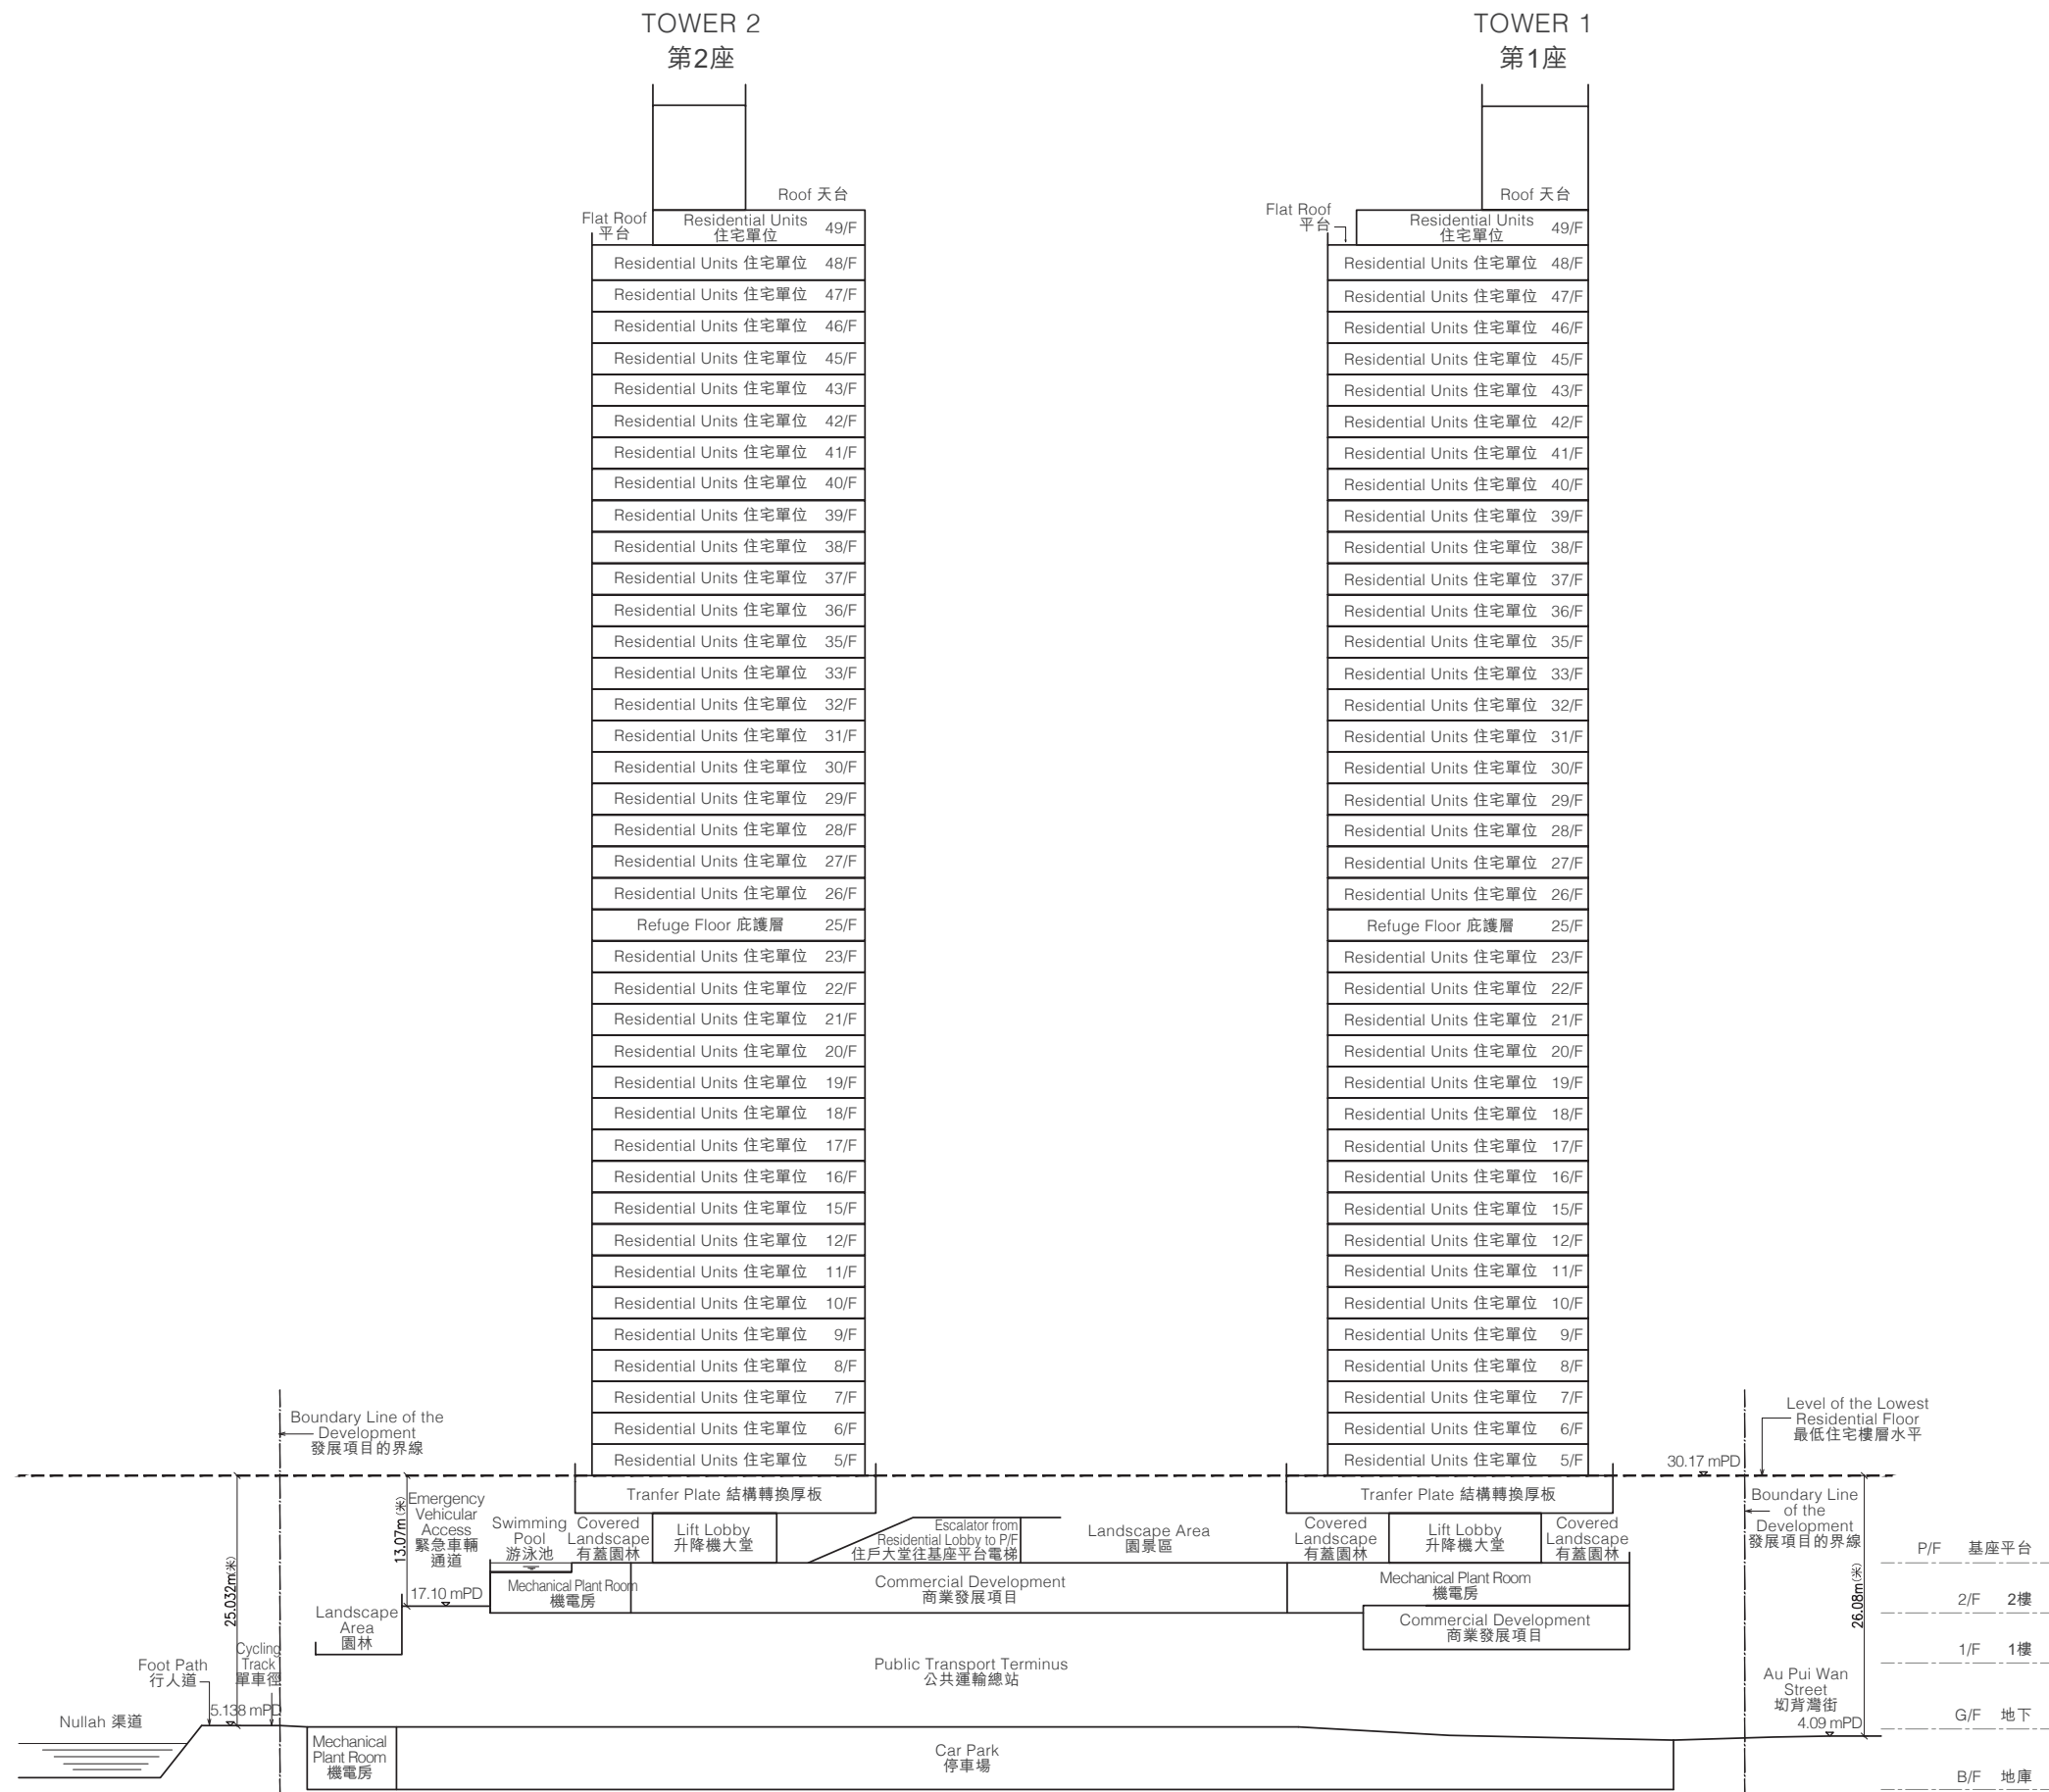 TOWER 2
第2座
TOWER 1
第1座
Roof 天台
Roof 天台
Flat Roof
平台
Residential Units
住宅單位
49/F
Flat Roof
平台
Residential Units
住宅單位
49/F
Residential Units 住宅單位 48/F
Residential Units 住宅單位 48/F
Residential Units 住宅單位 47/F
Residential Units 住宅單位 47/F
Residential Units 住宅單位 46/F
Residential Units 住宅單位 46/F
Residential Units 住宅單位 45/F
Residential Units 住宅單位 45/F
Residential Units 住宅單位 43/F
Residential Units 住宅單位 43/F
Residential Units 住宅單位 42/F
Residential Units 住宅單位 42/F
Residential Units 住宅單位 41/F
Residential Units 住宅單位 41/F
Residential Units 住宅單位 40/F
Residential Units 住宅單位 40/F
Residential Units 住宅單位 39/F
Residential Units 住宅單位 39/F
Residential Units 住宅單位 38/F
Residential Units 住宅單位 38/F
Residential Units 住宅單位 37/F
Residential Units 住宅單位 37/F
Residential Units 住宅單位 36/F
Residential Units 住宅單位 36/F
Residential Units 住宅單位 35/F
Residential Units 住宅單位 35/F
Residential Units 住宅單位 33/F
Residential Units 住宅單位 33/F
Residential Units 住宅單位 32/F
Residential Units 住宅單位 32/F
Residential Units 住宅單位 31/F
Residential Units 住宅單位 31/F
Residential Units 住宅單位 30/F
Residential Units 住宅單位 30/F
Residential Units 住宅單位 29/F
Residential Units 住宅單位 29/F
Residential Units 住宅單位 28/F
Residential Units 住宅單位 28/F
Residential Units 住宅單位 27/F
Residential Units 住宅單位 27/F
Residential Units 住宅單位 26/F
Residential Units 住宅單位 26/F
Refuge Floor 庇護層 25/F
Refuge Floor 庇護層 25/F
Residential Units 住宅單位 23/F
Residential Units 住宅單位 23/F
Residential Units 住宅單位 22/F
Residential Units 住宅單位 22/F
Residential Units 住宅單位 21/F
Residential Units 住宅單位 21/F
Residential Units 住宅單位 20/F
Residential Units 住宅單位 20/F
Residential Units 住宅單位 19/F
Residential Units 住宅單位 19/F
Residential Units 住宅單位 18/F
Residential Units 住宅單位 18/F
Residential Units 住宅單位 17/F
Residential Units 住宅單位 17/F
Residential Units 住宅單位 16/F
Residential Units 住宅單位 16/F
Residential Units 住宅單位 15/F
Residential Units 住宅單位 15/F
Residential Units 住宅單位 12/F
Residential Units 住宅單位 12/F
Residential Units 住宅單位 11/F
Residential Units 住宅單位 11/F
Residential Units 住宅單位 10/F
Residential Units 住宅單位 10/F
Residential Units 住宅單位 9/F
Residential Units 住宅單位 9/F
Residential Units 住宅單位 8/F
Residential Units 住宅單位 8/F
Residential Units 住宅單位 7/F
Residential Units 住宅單位 7/F
Residential Units 住宅單位 6/F
Residential Units 住宅單位 6/F
Residential Units 住宅單位 5/F
Residential Units 住宅單位 5/F
Boundary Line of the
Development
發展項目的界線
Level of the Lowest
Residential Floor
最低住宅樓層水平
30.17 mPD
Tranfer Plate 結構轉換厚板
Tranfer Plate 結構轉換厚板
25.032m(米)
13.07m(米)
Emergency
Vehicular
Access
緊急車輛
通道
Swimming
Pool
游泳池
Covered
Landscape
有蓋園林
Lift Lobby
升降機大堂
Escalator from
Residential Lobby to P/F
住戶大堂往基座平台電梯
Landscape Area
園景區
Covered
Landscape
有蓋園林
Lift Lobby
升降機大堂
Covered
Landscape
有蓋園林
Boundary Line
of the
Development
發展項目的界線
26.08m(米)
P/F 基座平台
17.10 mPD
Mechanical Plant Room
機電房
Commercial Development
商業發展項目
Mechanical Plant Room
機電房
2/F 2樓
Landscape
Area
園林
Commercial Development
商業發展項目
1/F 1樓
Foot Path
行人道
Cycling
Track
單車徑
Public Transport Terminus
公共運輸總站
Au Pui Wan
Street
坳背灣街
5.138 mPD
4.09 mPD
G/F 地下
Nullah 渠道
Mechanical
Plant Room
機電房
Car Park
停車場
B/F 地庫